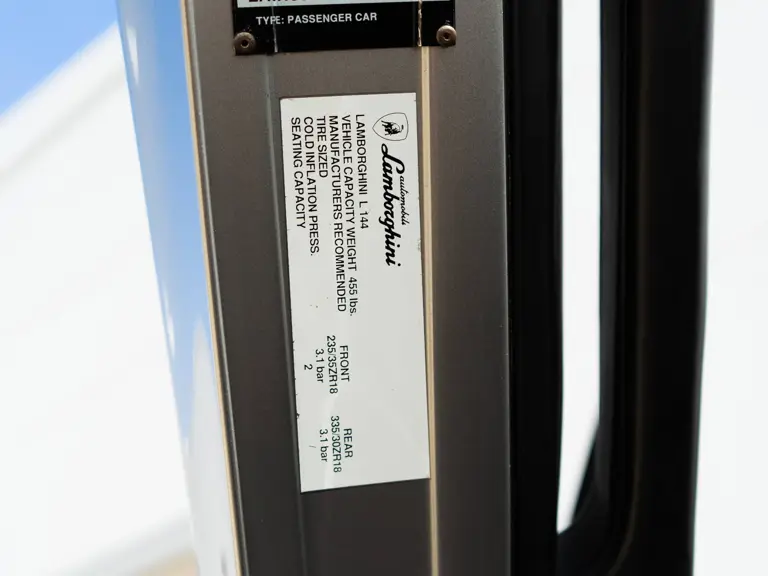 TYPE: PASSENGER CAR
automobili
Lamborghini
LAMBORGHINI L 144
VEHICLE CAPACITY WEIGHT 455 lbs.
MANUFACTURERS RECOMMENDED
FRONT REAR
TIRE SIZED 235/35ZR18 335/30ZR18
COLD INFLATION PRESS. 3.1 bar 3.1 bar
SEATING CAPACITY 2